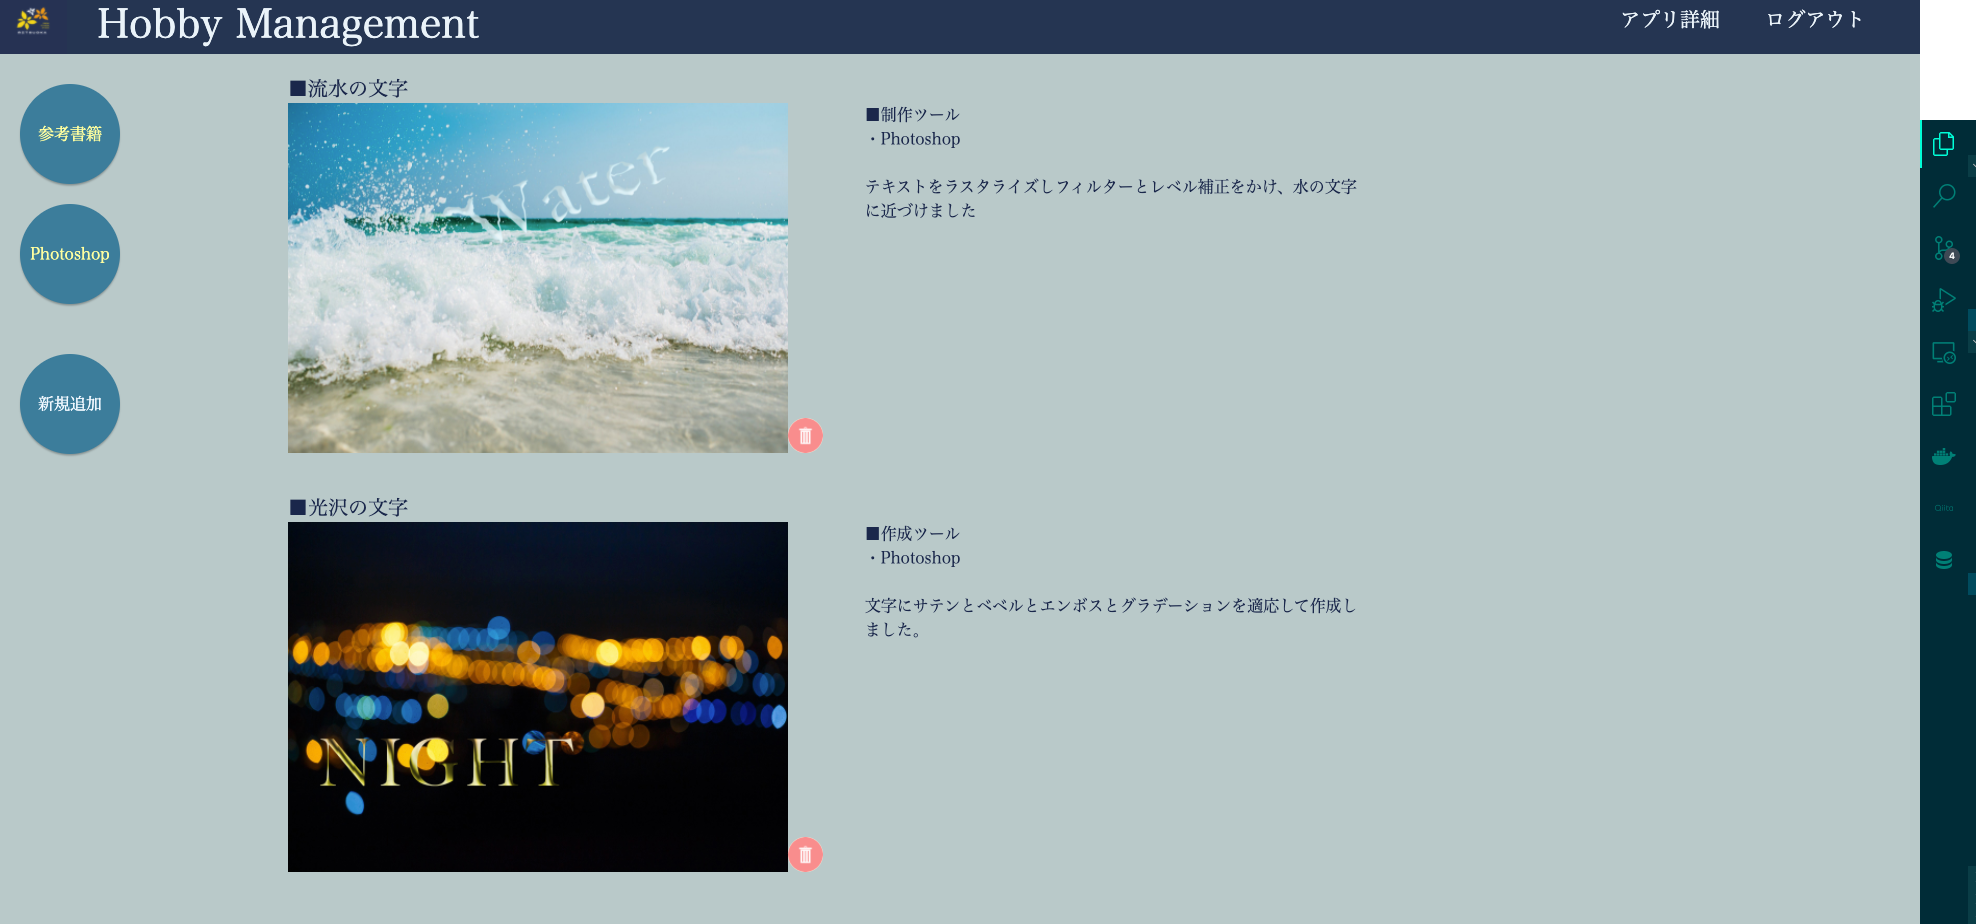 Hobby Management
アプリ詳細
ログアウト
参考書籍
Photoshop
新規追加
■流水の文字
Water
■制作ツール
・Photoshop
テキストをラスタライズしフィルターとレベル補正をかけ、水の文字
に近づけました
■光沢の文字
NIGHT
■作成ツール
・Photoshop
文字にサテンとベベルとエンボスとグラデーションを適応して作成し
ました。
4
Qiita